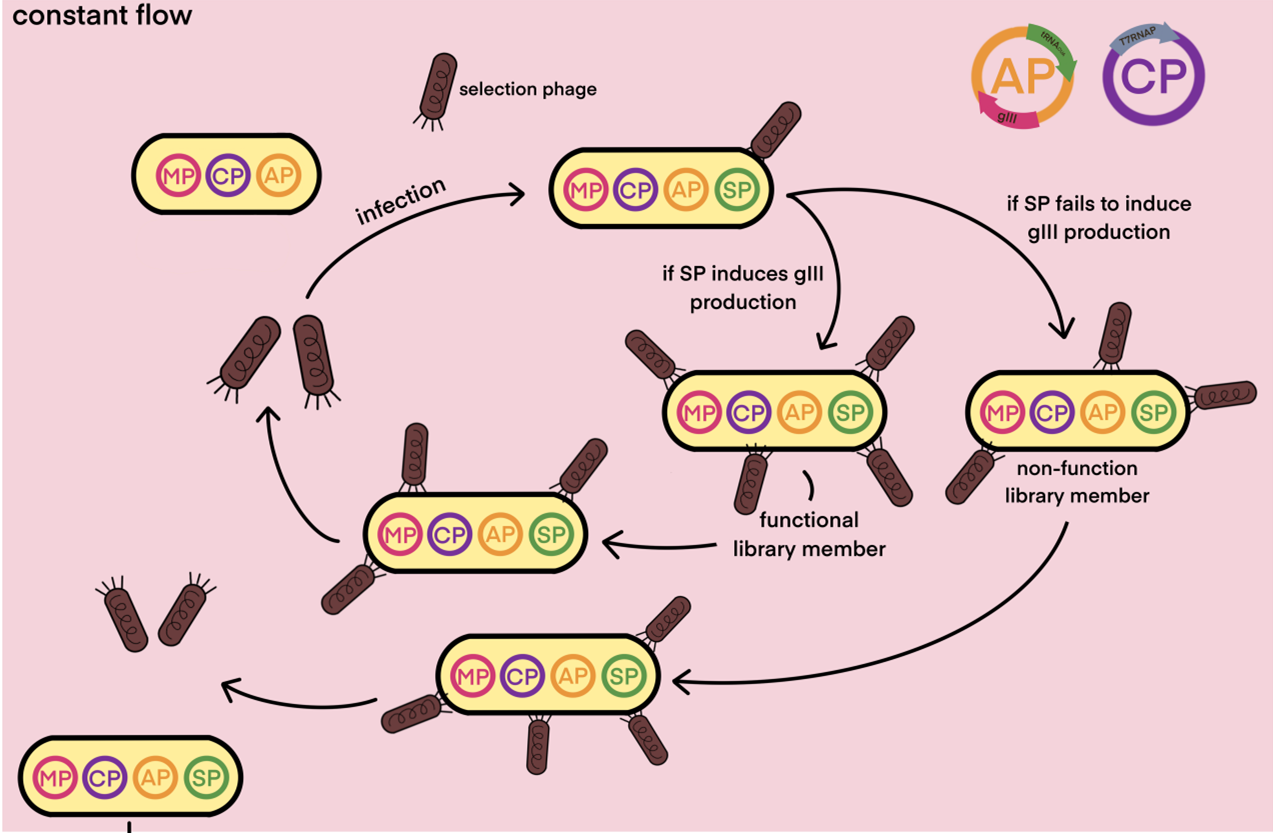 constant flow
selection phage
AP
tRNA
gIII
CP
T7RNAP
MP CP AP
infection
MP CP AP SP
if SP induces gIII
production
if SP fails to induce
gIII production
MP CP AP SP
MP CP AP SP
non-function
library member
functional
library member
MP CP AP SP
MP CP AP SP
MP CP AP SP